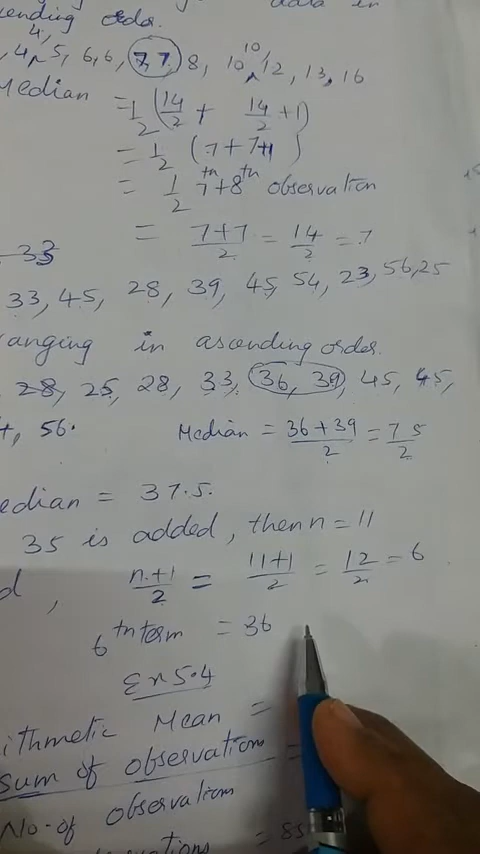 order.
4,
4, 5, 6, 6, 7, 7, 8, 10, 10, 12, 13, 16
Median = 1/2 (14/2 + 14/2 + 1)
= 1/2 (7 + 7+1)
= 1/2 7th + 8th observation
= 7+7/2 = 14/2 = 7
33
33, 45, 28, 39, 45, 54, 23, 56, 25
anging in ascending order.
28, 25, 28, 33, 36, 39, 45, 45,
, 56. Median = 36+39/2 = 75/2
edian = 37.5.
35 is added, then n = 11
d, n+1/2 = 11+1/2 = 12/2 = 6
6th term = 36
Ex 5.4
ithmetic Mean =
sum of observations =
No. of observation
= 85